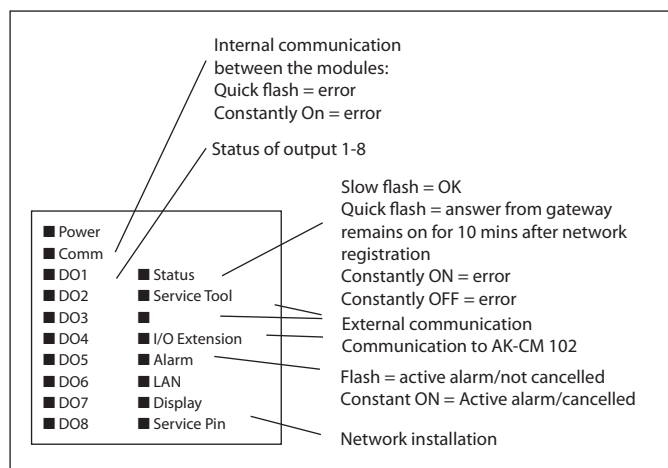 Internal communication
between the modules:
Quick flash = error
Constantly On = error
Status of output 1-8
Slow flash = OK
Quick flash = answer from gateway
remains on for 10 mins after network
registration
Constantly ON = error
Constantly OFF = error
External communication
Communication to AK-CM 102
Flash = active alarm/not cancelled
Constant ON = Active alarm/cancelled
Network installation
Power
Comm
DO1
DO2
DO3
DO4
DO5
DO6
DO7
DO8
Status
Service Tool
I/O Extension
Alarm
LAN
Display
Service Pin